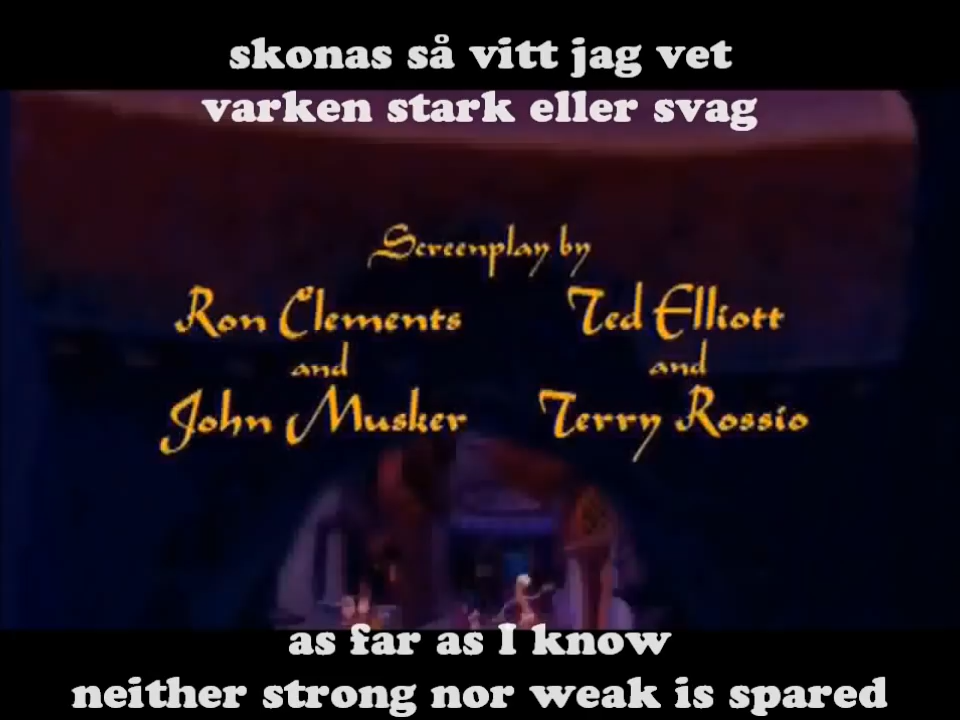 skonas så vitt jag vet
varken stark eller svag
Screenplay by
Ron Clements
and
John Musker
Ted Elliott
and
Terry Rossio
as far as I know
neither strong nor weak is spared